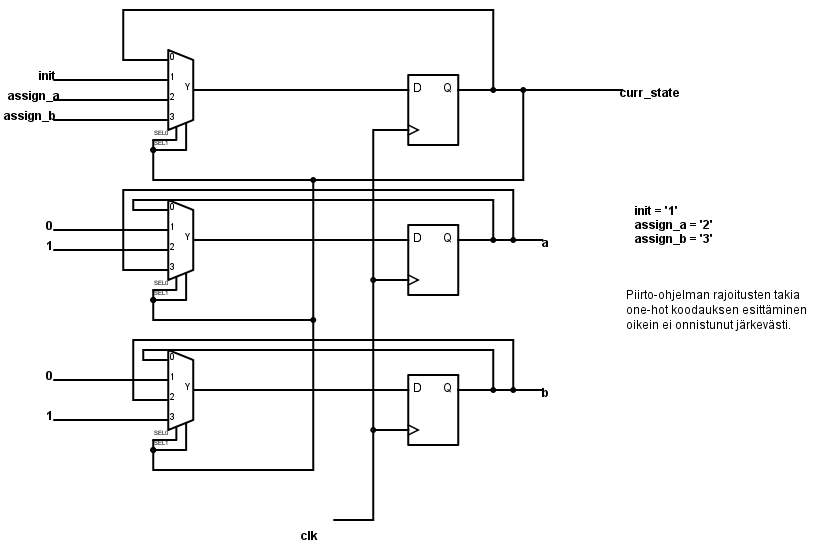 0
init 1
Y D Q
assign_a 2
curr_state
assign_b 3
SEL0
SEL1
0
init = '1'
assign_a = '2'
assign_b = '3'
0 1
Y D Q
1 2
a
3
SEL0
SEL1
Piirto-ohjelman rajoitusten takia
one-hot koodauksen esittäminen
oikein ei onnistunut järkevästi.
0
0 1
Y D Q
2
b
1 3
SEL0
SEL1
clk